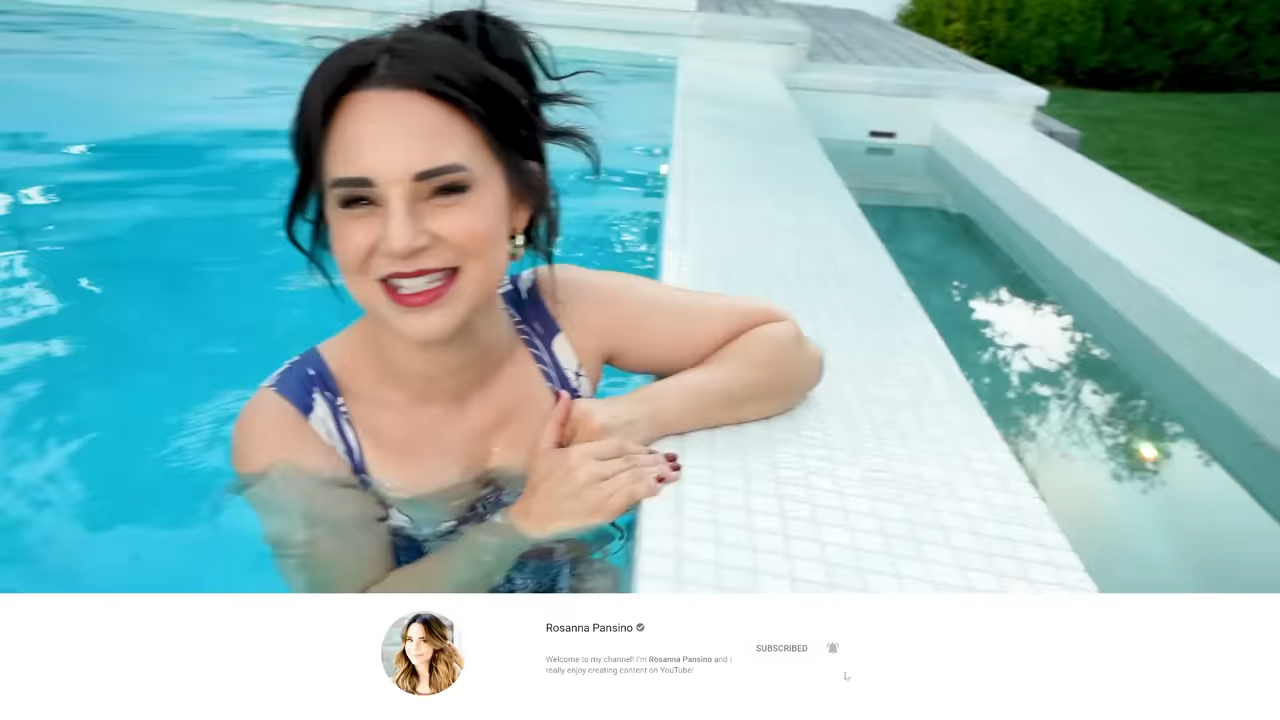 Rosanna Pansino
Welcome to my channel! I'm Rosanna Pansino and i
really enjoy creating content on YouTube!
SUBSCRIBED